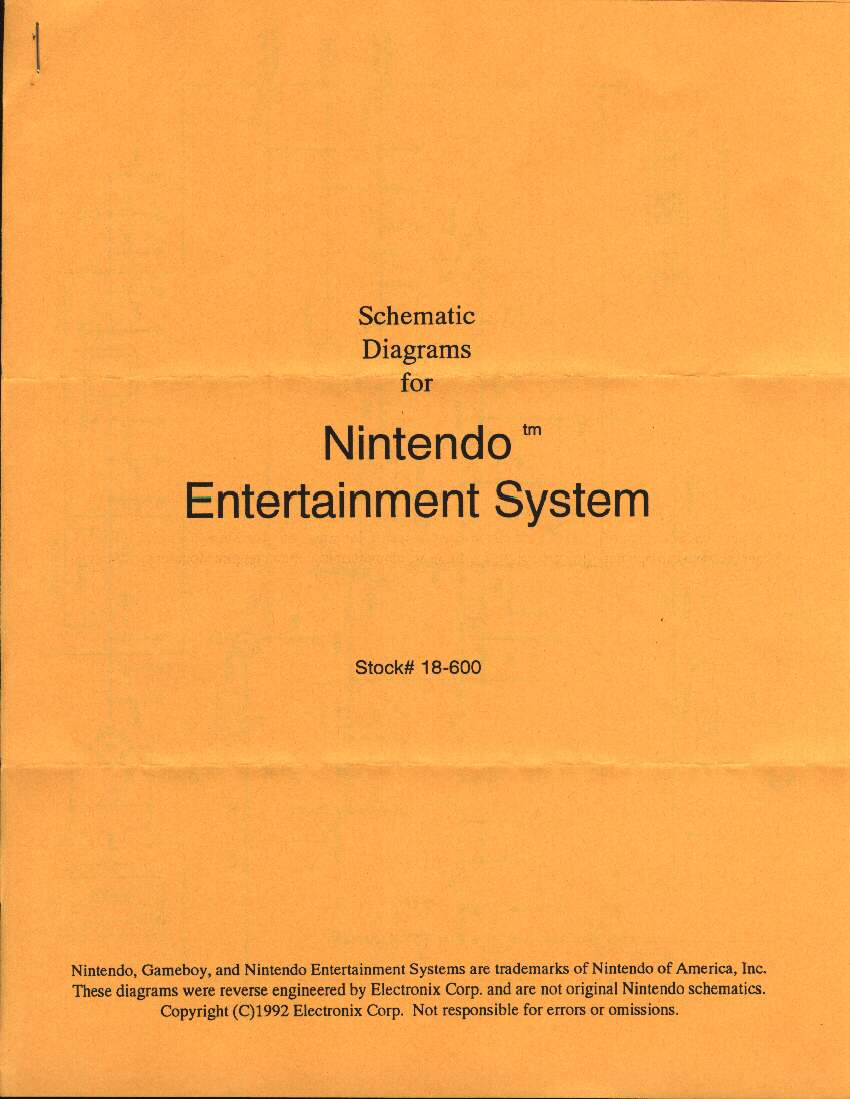 Schematic
Diagrams
for
Nintendo tm
Entertainment System
Stock# 18-600
Nintendo, Gameboy, and Nintendo Entertainment Systems are trademarks of Nintendo of America, Inc.
These diagrams were reverse engineered by Electronix Corp. and are not original Nintendo schematics.
Copyright (C)1992 Electronix Corp. Not responsible for errors or omissions.